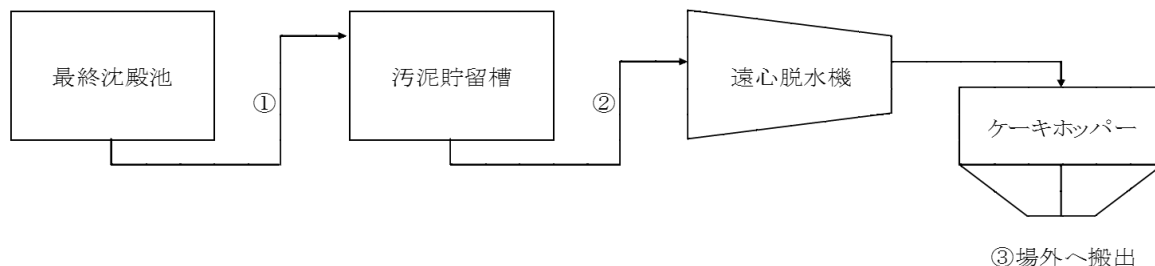 最終沈殿池
汚泥貯留槽
遠心脱水機
ケーキホッパー
①
②
③場外へ搬出